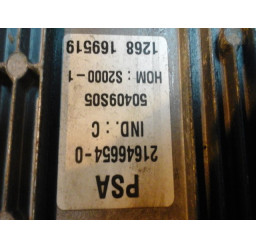 PSA
21646654-0
IND : C
50409S05
HOM : S2000-1
1268 169519